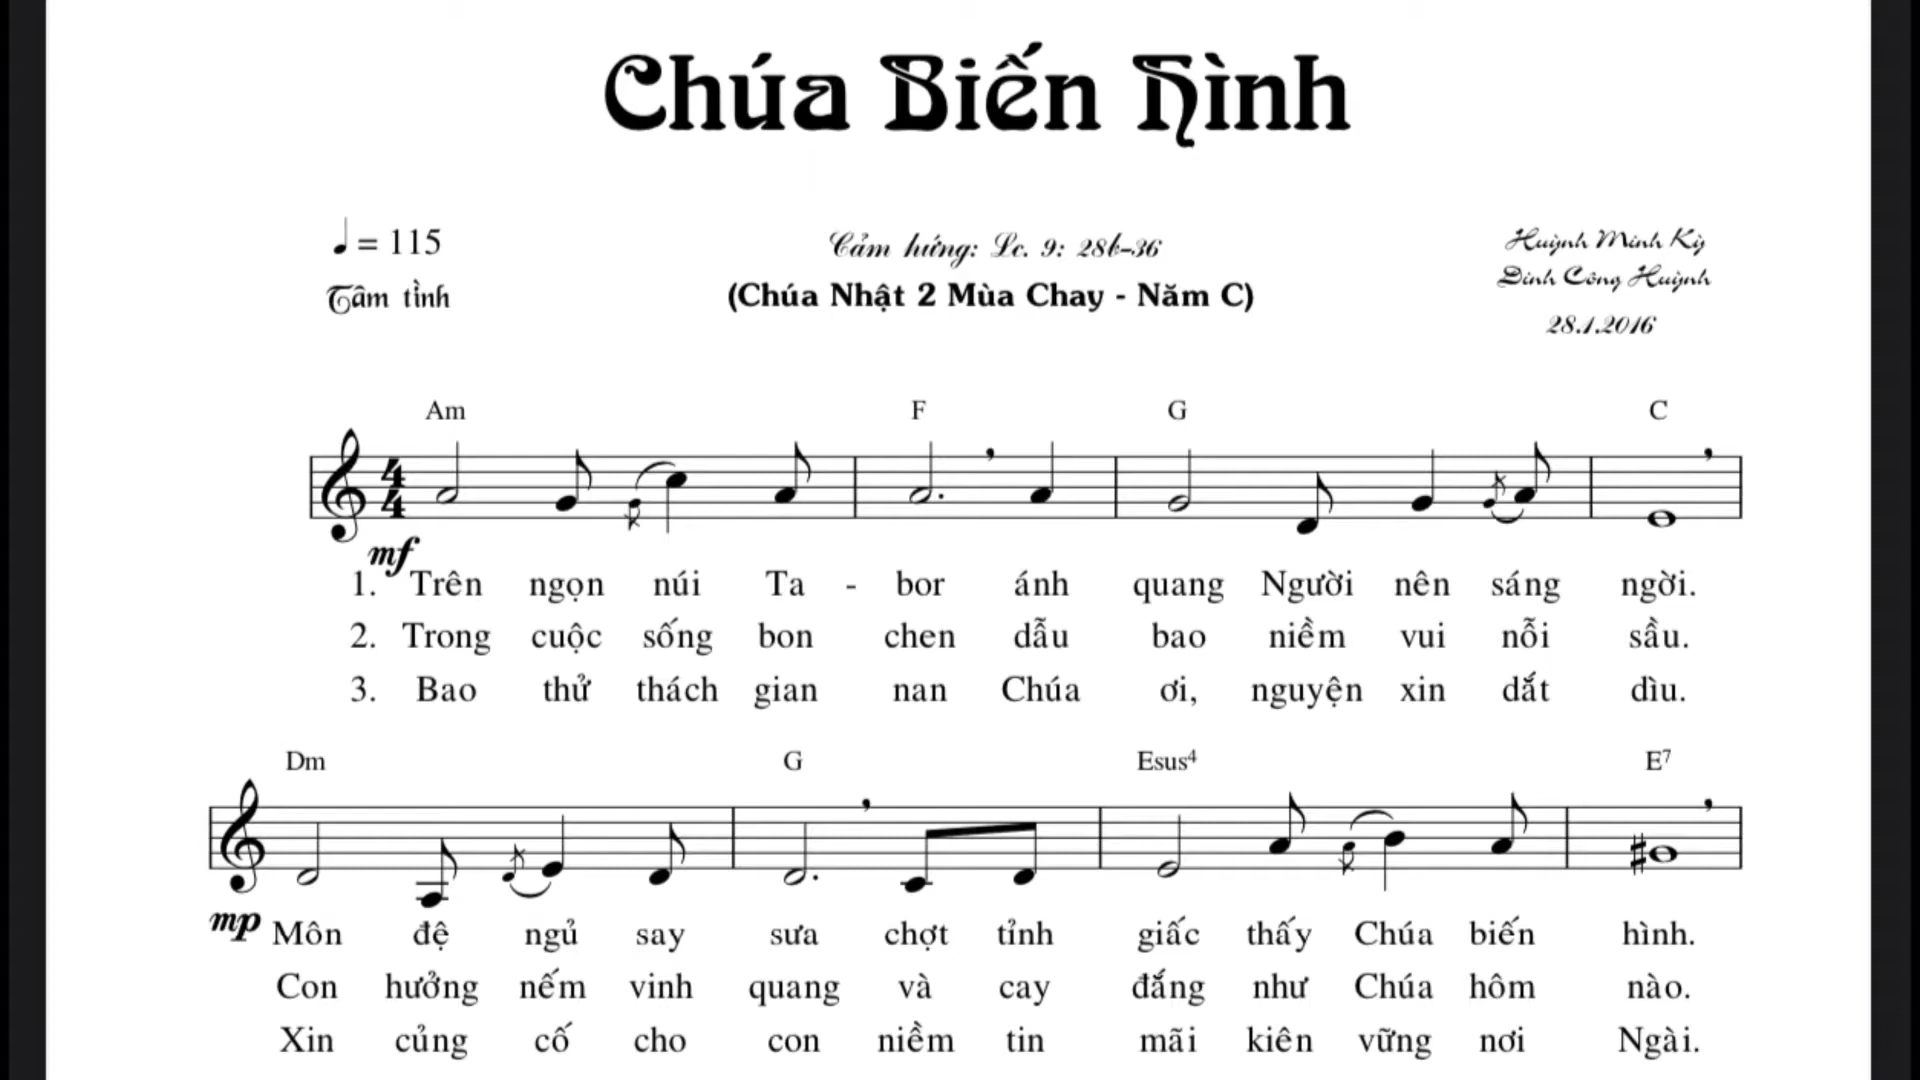 Chúa Biến Hình
♩ = 115
Tâm tình
Cảm hứng: Lc. 9: 28b-36
(Chúa Nhật 2 Mùa Chay - Năm C)
Huỳnh Minh Kỳ
Đinh Công Huỳnh
28.1.2016
Am F G C
4
4
mf
1. Trên ngọn núi Ta - bor ánh quang Người nên sáng ngời.
2. Trong cuộc sống bon chen dẫu bao niềm vui nỗi sầu.
3. Bao thử thách gian nan Chúa ơi, nguyện xin dắt dìu.
Dm G Esus4 E7
mp
Môn đệ ngủ say sưa chợt tỉnh giấc thấy Chúa biến hình.
Con hưởng nếm vinh quang và cay đắng như Chúa hôm nào.
Xin củng cố cho con niềm tin mãi kiên vững nơi Ngài.